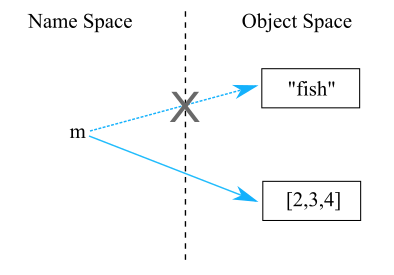 Name Space
Object Space
"fish"
m
[2,3,4]